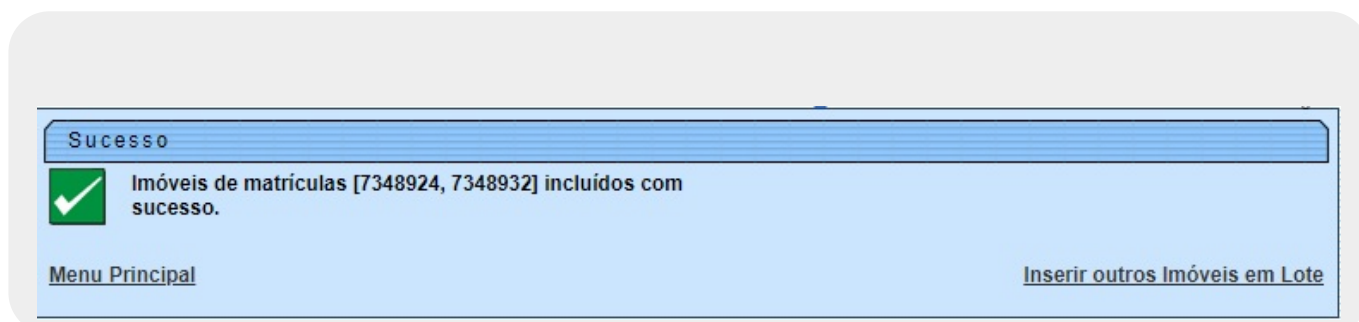 Sucesso
Imóveis de matrículas [7348924, 7348932] incluídos com
sucesso.
Menu Principal
Inserir outros Imóveis em Lote